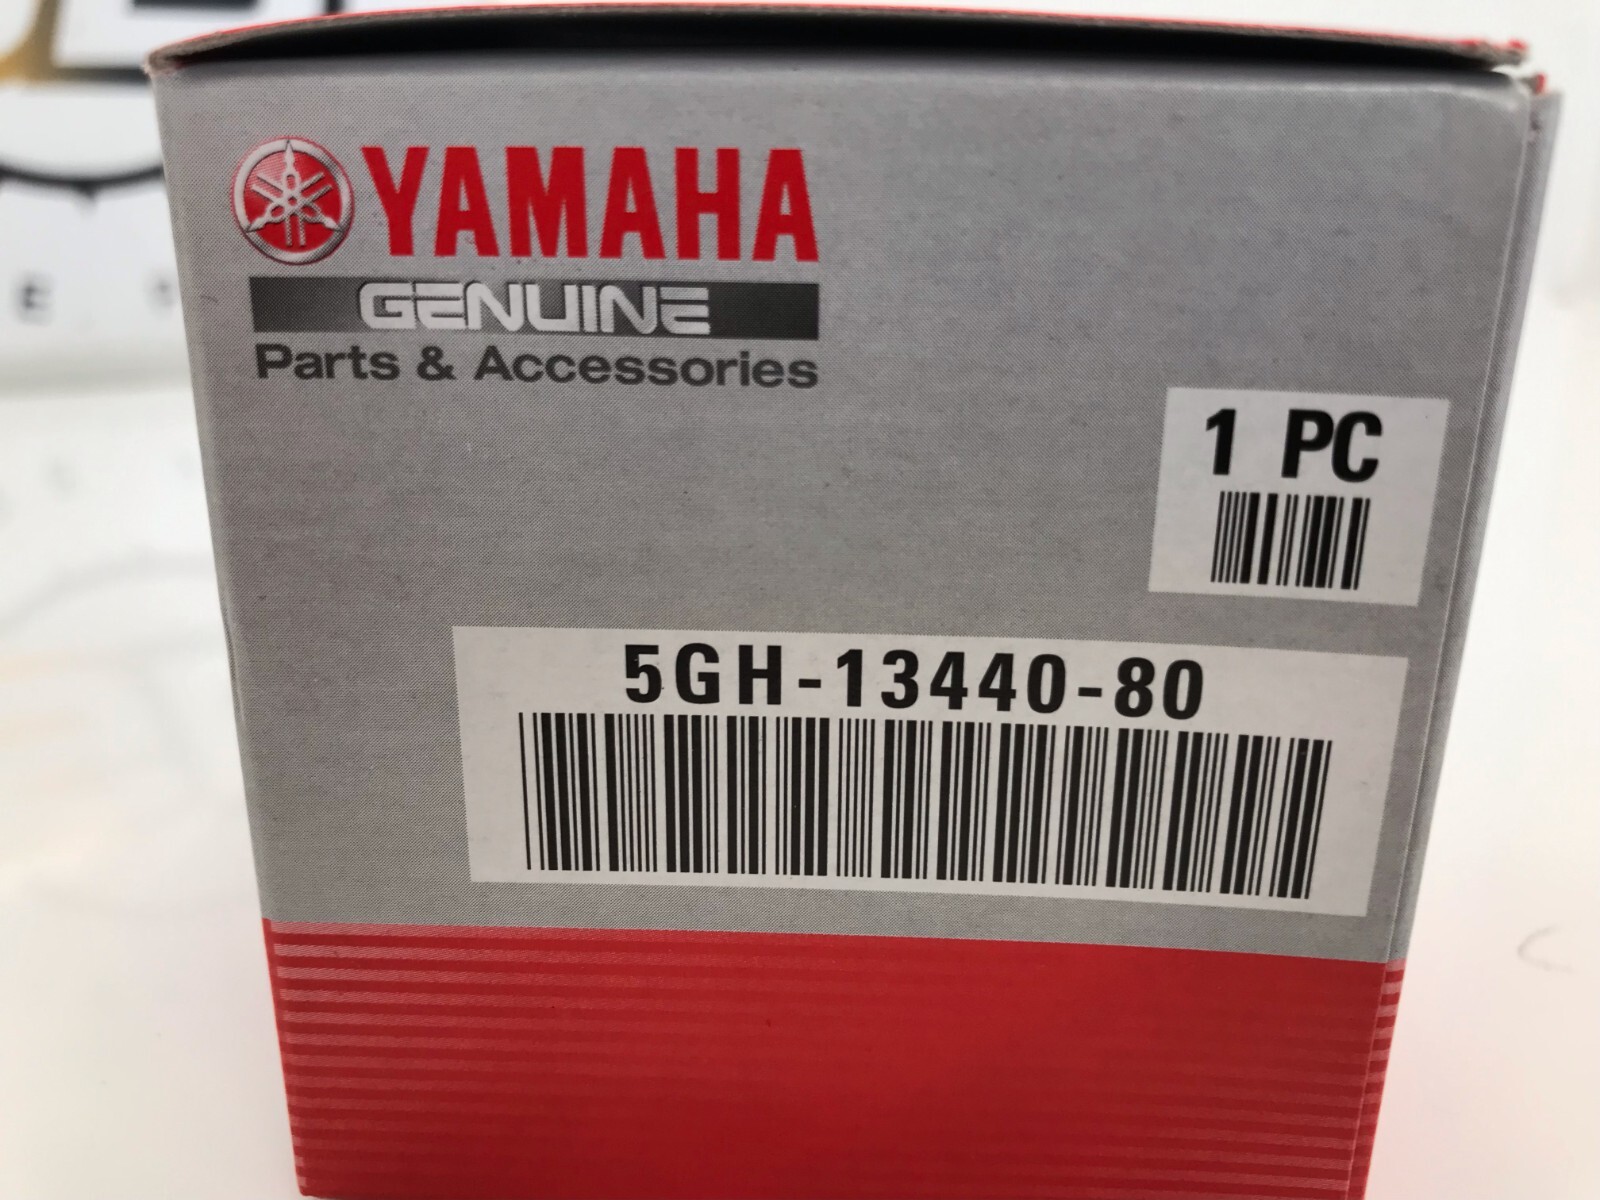 YAMAHA
GENUINE
Parts & Accessories
1 PC
5GH-13440-80